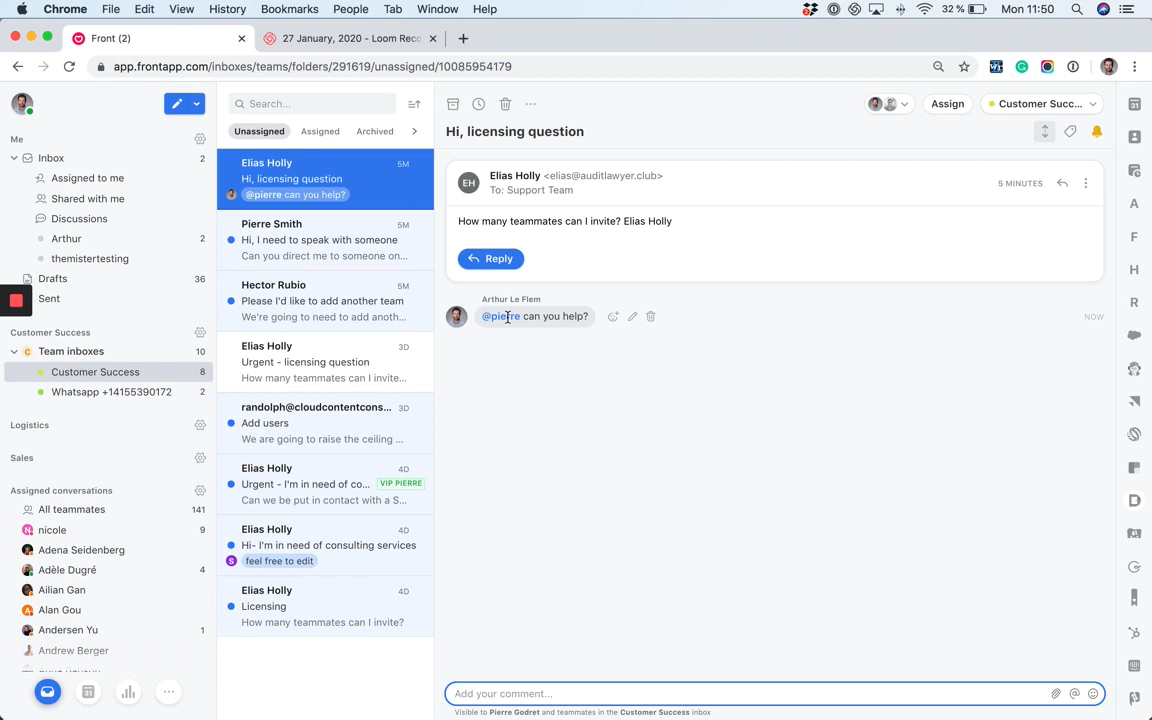 Chrome File Edit View History Bookmarks People Tab Window Help 32 % Mon 11:50
Front (2) 27 January, 2020 - Loom Reco
app.frontapp.com/inboxes/teams/folders/291619/unassigned/10085954179
Search...
Assign Customer Succ...
Me
Unassigned Assigned Archived
Hi, licensing question
Inbox 2
Assigned to me
Shared with me
Discussions
Arthur 2
themistertesting
Drafts 36
Sent
Customer Success
Team inboxes 10
Customer Success 8
Whatsapp +14155390172 2
Logistics
Sales
Assigned conversations
All teammates 141
nicole 9
Adena Seidenberg
Adèle Dugré 4
Ailian Gan
Alan Gou
Andersen Yu 1
Andrew Berger
Elias Holly 5M
Hi, licensing question
@pierre can you help?
Pierre Smith 5M
Hi, I need to speak with someone
Can you direct me to someone on...
Hector Rubio 5M
Please I'd like to add another team
We're going to need to add anoth...
Elias Holly 3D
Urgent - licensing question
How many teammates can I invite...
randolph@cloudcontentcons... 3D
Add users
We are going to raise the ceiling ...
Elias Holly 4D
Urgent - I'm in need of co... VIP PIERRE
Can we be put in contact with a S...
Elias Holly 4D
Hi- I'm in need of consulting services
S feel free to edit
Elias Holly 4D
Licensing
How many teammates can I invite?
EH Elias Holly <elias@auditlawyer.club>
To: Support Team
5 MINUTES
How many teammates can I invite? Elias Holly
Reply
Arthur Le Flem
@pierre can you help?
NOW
Add your comment...
Visible to Pierre Godret and teammates in the Customer Success inbox